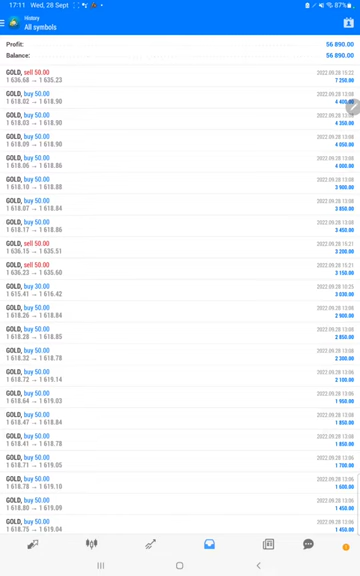 17:11 Wed, 28 Sept
87%
History
All symbols
Profit: 56 890.00
Balance: 56 890.00
GOLD, sell 50.00 2022.09.28 15:22
1 636.68 → 1 635.23 7 250.00
GOLD, buy 50.00 2022.09.28 13:08
1 618.02 → 1 618.90 4 400.00
GOLD, buy 50.00 2022.09.28 13:08
1 618.03 → 1 618.90 4 350.00
GOLD, buy 50.00 2022.09.28 13:08
1 618.09 → 1 618.90 4 050.00
GOLD, buy 50.00 2022.09.28 13:08
1 618.06 → 1 618.86 4 000.00
GOLD, buy 50.00 2022.09.28 13:08
1 618.10 → 1 618.88 3 900.00
GOLD, buy 50.00 2022.09.28 13:08
1 618.07 → 1 618.84 3 850.00
GOLD, buy 50.00 2022.09.28 13:08
1 618.17 → 1 618.86 3 450.00
GOLD, sell 50.00 2022.09.28 15:21
1 636.15 → 1 635.51 3 200.00
GOLD, sell 50.00 2022.09.28 15:21
1 636.23 → 1 635.60 3 150.00
GOLD, buy 30.00 2022.09.28 10:25
1 615.41 → 1 616.42 3 030.00
GOLD, buy 50.00 2022.09.28 13:08
1 618.26 → 1 618.84 2 900.00
GOLD, buy 50.00 2022.09.28 13:08
1 618.28 → 1 618.85 2 850.00
GOLD, buy 50.00 2022.09.28 13:08
1 618.32 → 1 618.78 2 300.00
GOLD, buy 50.00 2022.09.28 13:06
1 618.72 → 1 619.14 2 100.00
GOLD, buy 50.00 2022.09.28 13:06
1 618.64 → 1 619.03 1 950.00
GOLD, buy 50.00 2022.09.28 13:08
1 618.47 → 1 618.84 1 850.00
GOLD, buy 50.00 2022.09.28 13:08
1 618.41 → 1 618.78 1 850.00
GOLD, buy 50.00 2022.09.28 13:06
1 618.71 → 1 619.05 1 700.00
GOLD, buy 50.00 2022.09.28 13:06
1 618.78 → 1 619.10 1 600.00
GOLD, buy 50.00 2022.09.28 13:06
1 618.80 → 1 619.09 1 450.00
GOLD, buy 50.00 2022.09.28 13:06
1 618.75 → 1 619.04 1 450.00